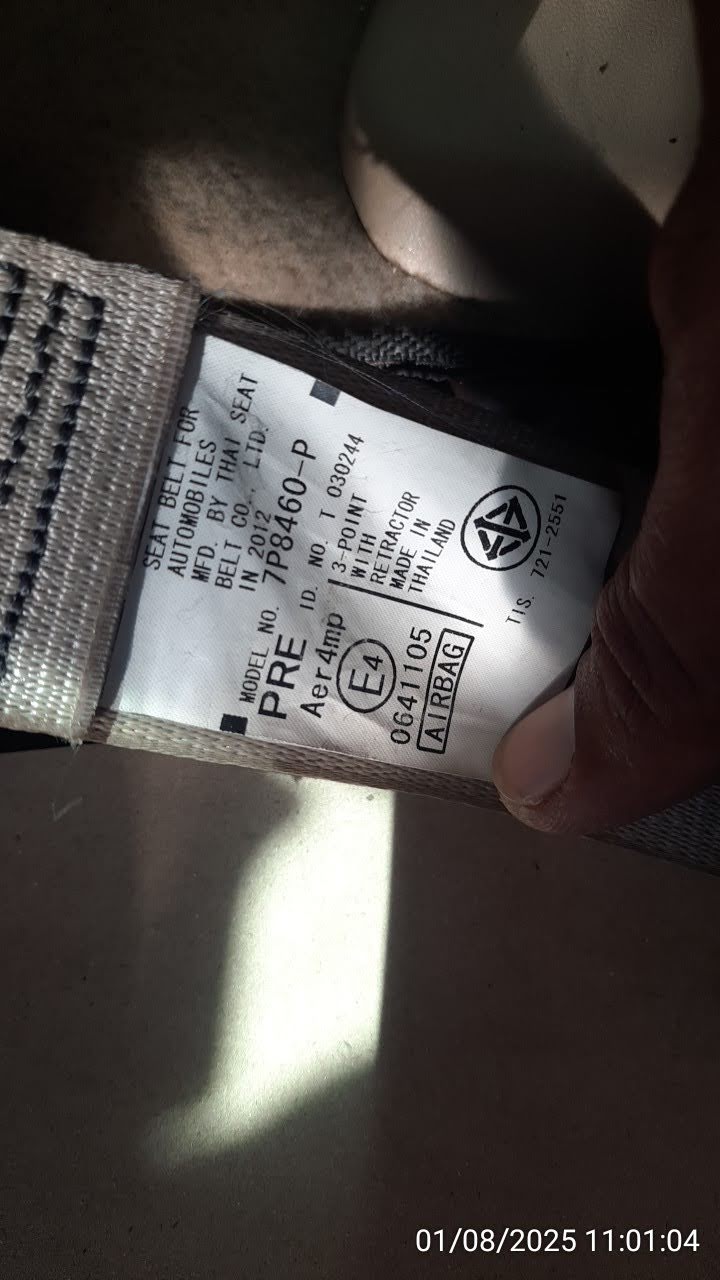 SEAT BELT FOR
AUTOMOBILES
MFD. BY THAI SEAT
BELT CO., LTD.
IN 2012
MODEL NO. 7P8460-P
PRE ID. NO. T 030244
Aer4mp
E4
0641105
AIRBAG
3-POINT
WITH
RETRACTOR
MADE IN
THAILAND
TIS. 721-2551
01/08/2025 11:01:04